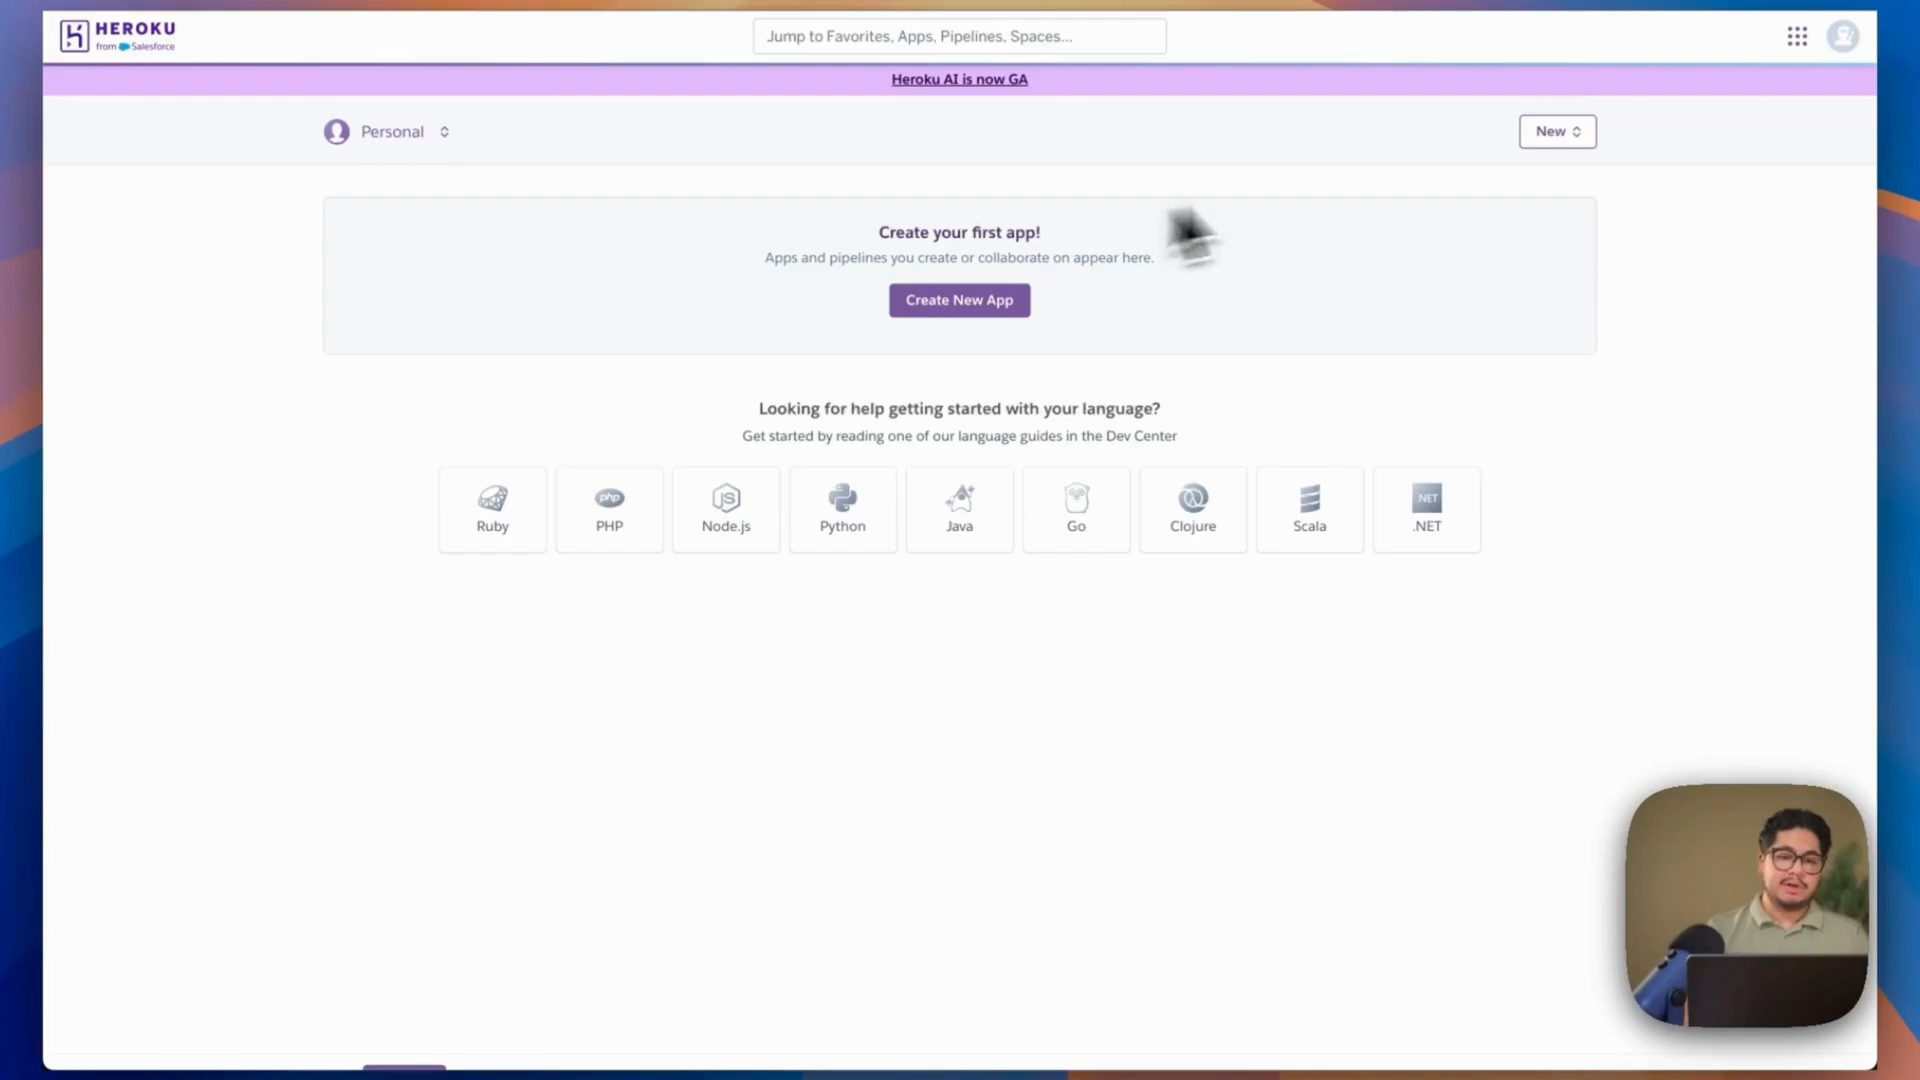 HEROKU
from Salesforce
Jump to Favorites, Apps, Pipelines, Spaces...
Heroku AI is now GA
Personal
New
Create your first app!
Apps and pipelines you create or collaborate on appear here.
Create New App
Looking for help getting started with your language?
Get started by reading one of our language guides in the Dev Center
php
JS
.NET
Ruby
PHP
Node.js
Python
Java
Go
Clojure
Scala
.NET